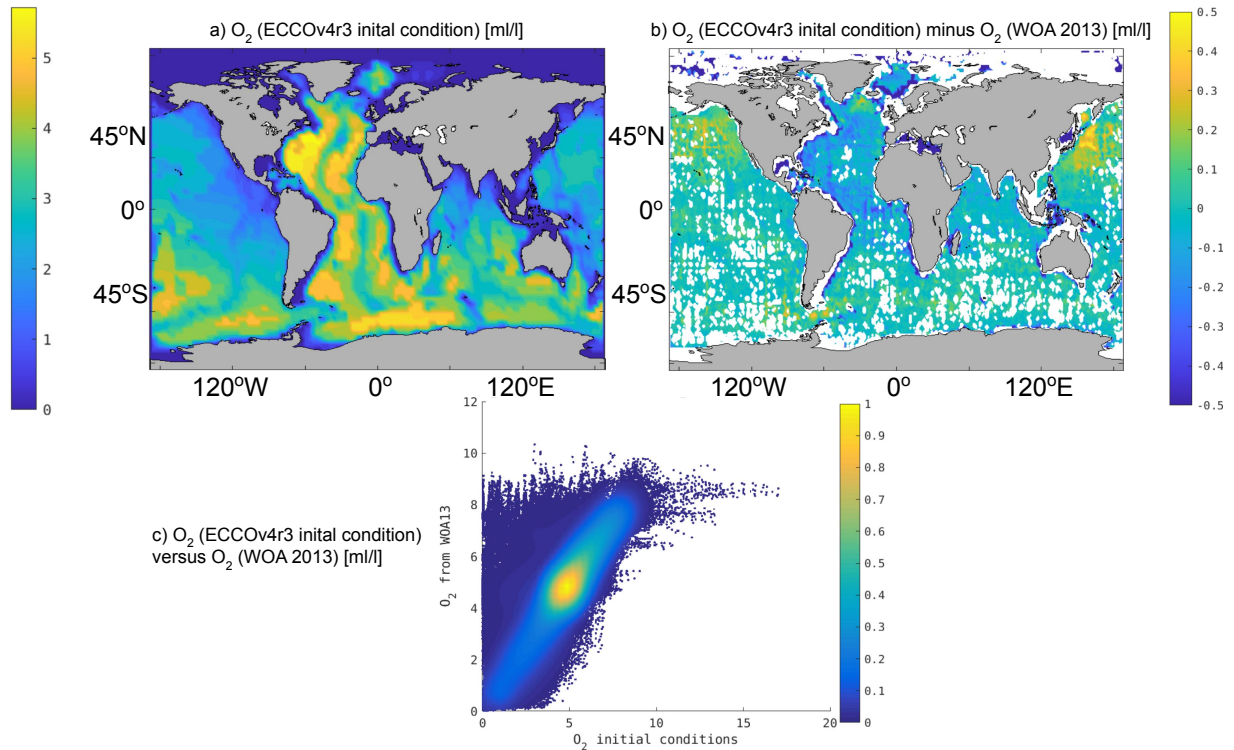 a) O₂ (ECCOv4r3 inital condition) [ml/l]
5
4
3
2
1
0
45ºN
0º
45ºS
120ºW
0º
120ºE
b) O₂ (ECCOv4r3 inital condition) minus O₂ (WOA 2013) [ml/l]
45ºN
0º
45ºS
120ºW
0º
120ºE
0.5
0.4
0.3
0.2
0.1
0
-0.1
-0.2
-0.3
-0.4
-0.5
c) O₂ (ECCOv4r3 inital condition)
versus O₂ (WOA 2013) [ml/l]
O₂ from WOA13
12
10
8
6
4
2
0
0
5
10
15
20
O₂ initial conditions
1
0.9
0.8
0.7
0.6
0.5
0.4
0.3
0.2
0.1
0